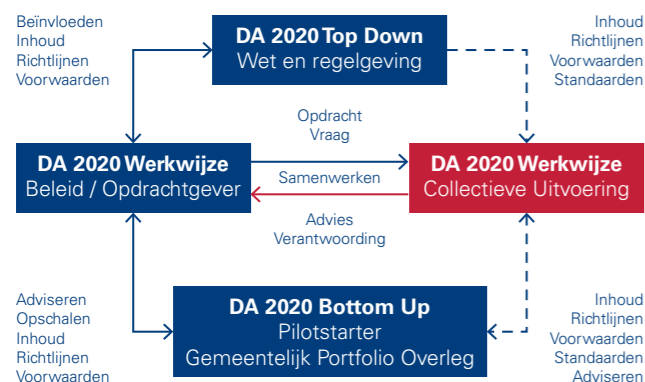 Beïnvloeden
Inhoud
Richtlijnen
Voorwaarden
DA 2020 Top Down
Wet en regelgeving
Inhoud
Richtlijnen
Voorwaarden
Standaarden
Opdracht
Vraag
DA 2020 Werkwijze
Beleid / Opdrachtgever
Samenwerken
DA 2020 Werkwijze
Collectieve Uitvoering
Advies
Verantwoording
Adviseren
Opschalen
Inhoud
Richtlijnen
Voorwaarden
DA 2020 Bottom Up
Pilotstarter
Gemeentelijk Portfolio Overleg
Inhoud
Richtlijnen
Voorwaarden
Standaarden
Adviseren